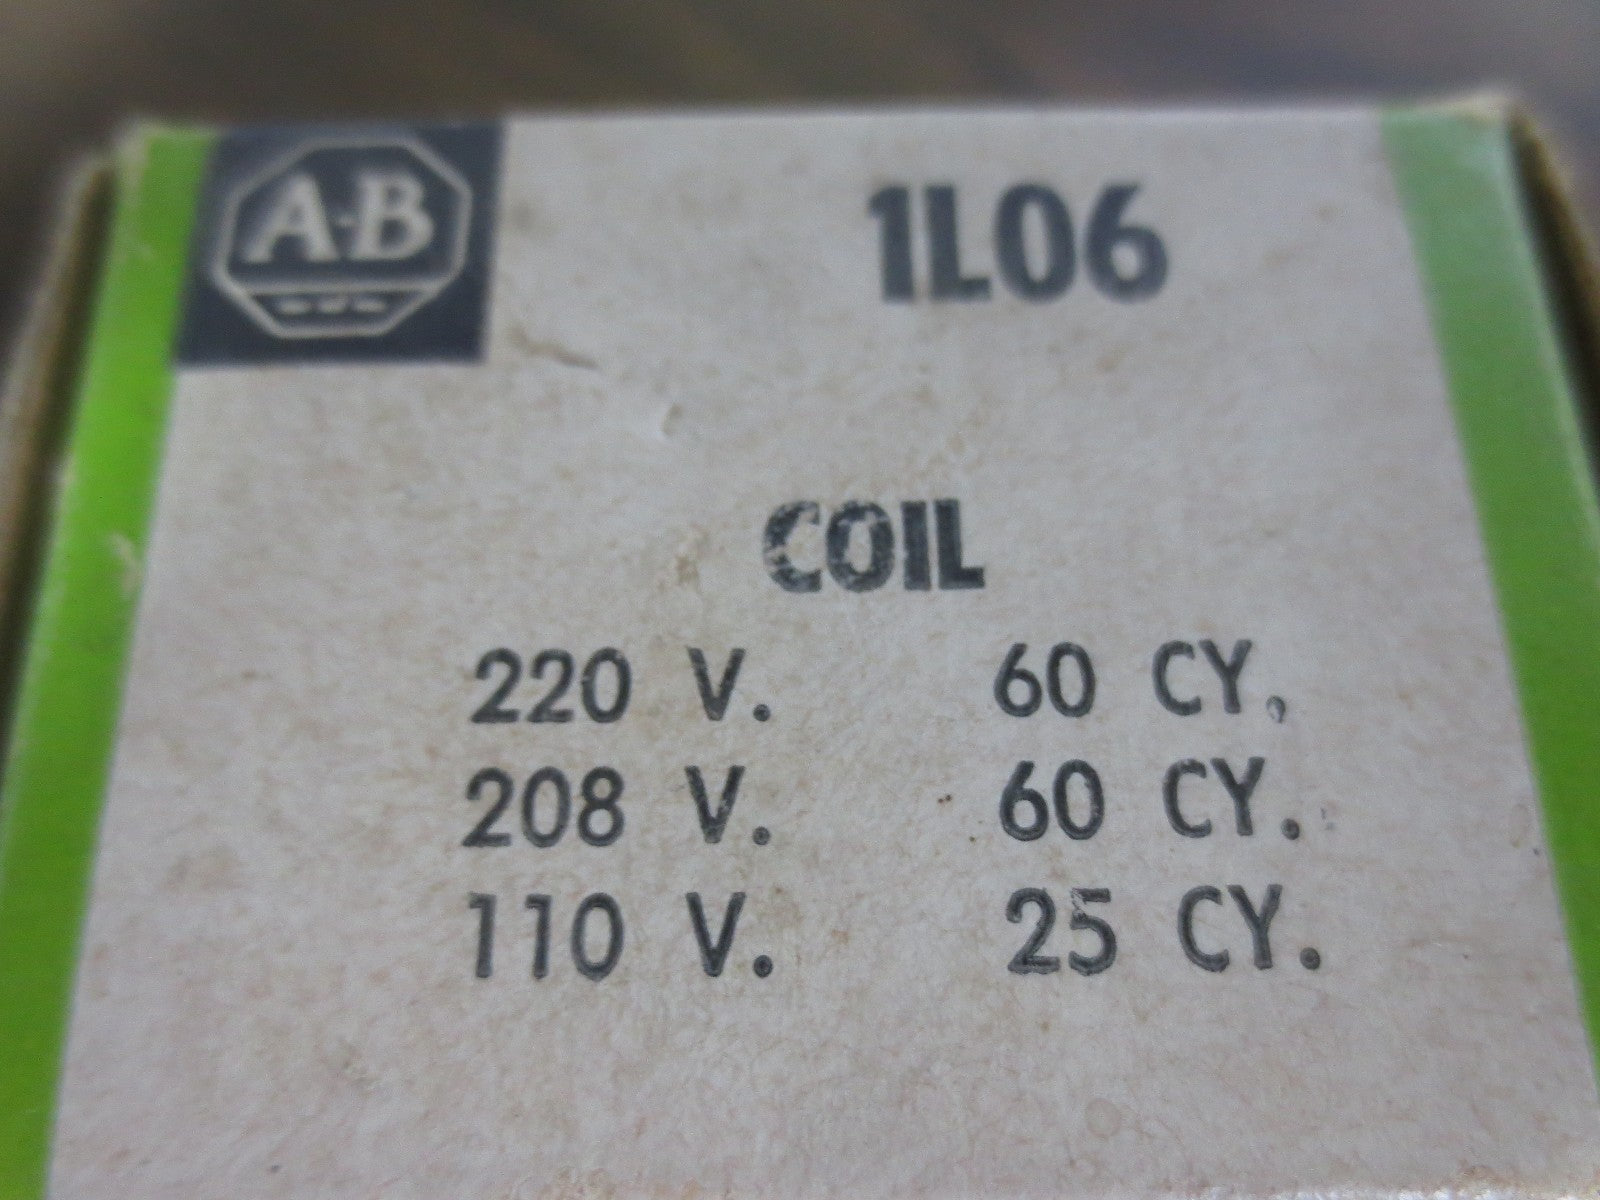 A-B
1L06
COIL
220 V. 60 CY.
208 V. 60 CY.
110 V. 25 CY.